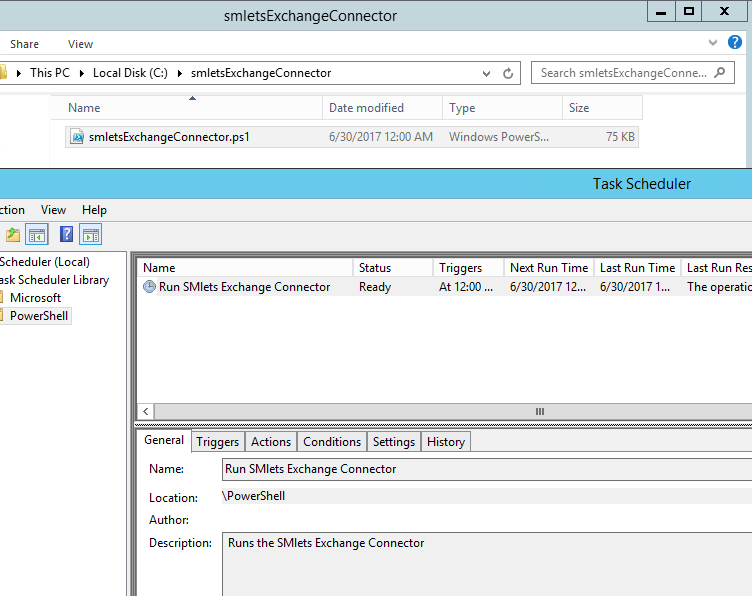 smletsExchangeConnector
Share View
This PC Local Disk (C:) smletsExchangeConnector Search smletsExchangeConne...
Name Date modified Type Size
smletsExchangeConnector.ps1 6/30/2017 12:00 AM Windows PowerS... 75 KB
Task Scheduler
ction View Help
Scheduler (Local)
ask Scheduler Library
Microsoft
PowerShell
Name Status Triggers Next Run Time Last Run Time Last Run Res
Run SMlets Exchange Connector Ready At 12:00 ... 6/30/2017 12... 6/30/2017 1... The operatio
General Triggers Actions Conditions Settings History
Name: Run SMlets Exchange Connector
Location: \PowerShell
Author:
Description: Runs the SMlets Exchange Connector